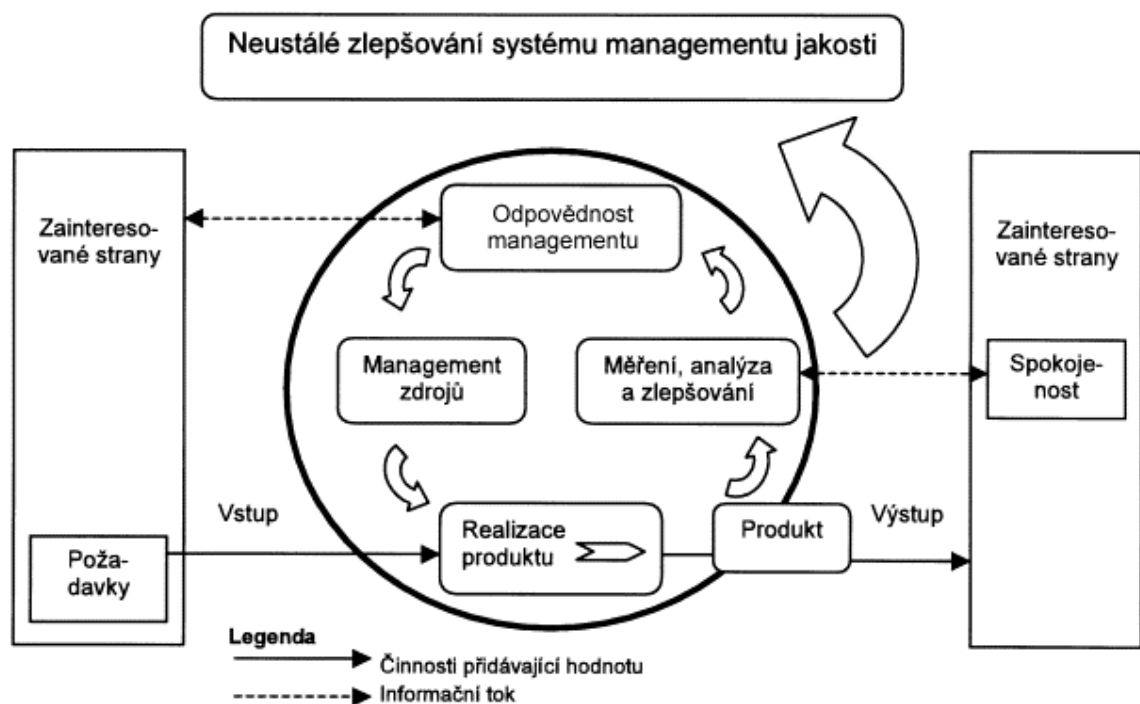 Neustálé zlepšování systému managementu jakosti
Zaintereso-
vané strany
Odpovědnost
managementu
Zaintereso-
vané strany
Management
zdrojů
Měření, analýza
a zlepšování
Spokoje-
nost
Vstup
Realizace
produktu
Produkt
Výstup
Poža-
davky
Legenda
Činnosti přidávající hodnotu
Informační tok